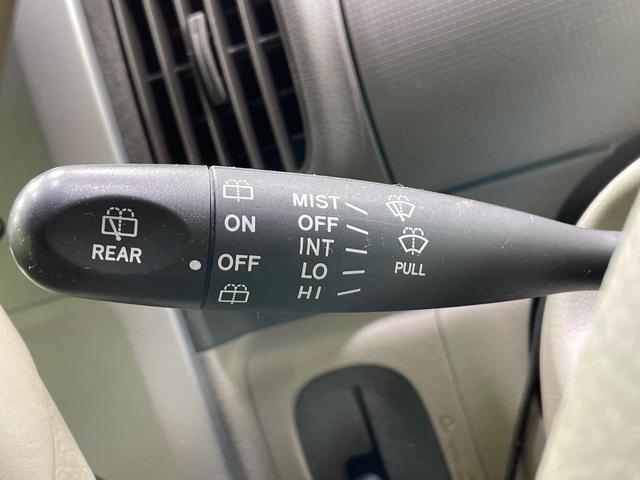 REAR
ON
OFF
MIST
OFF
INT
LO
HI
PULL